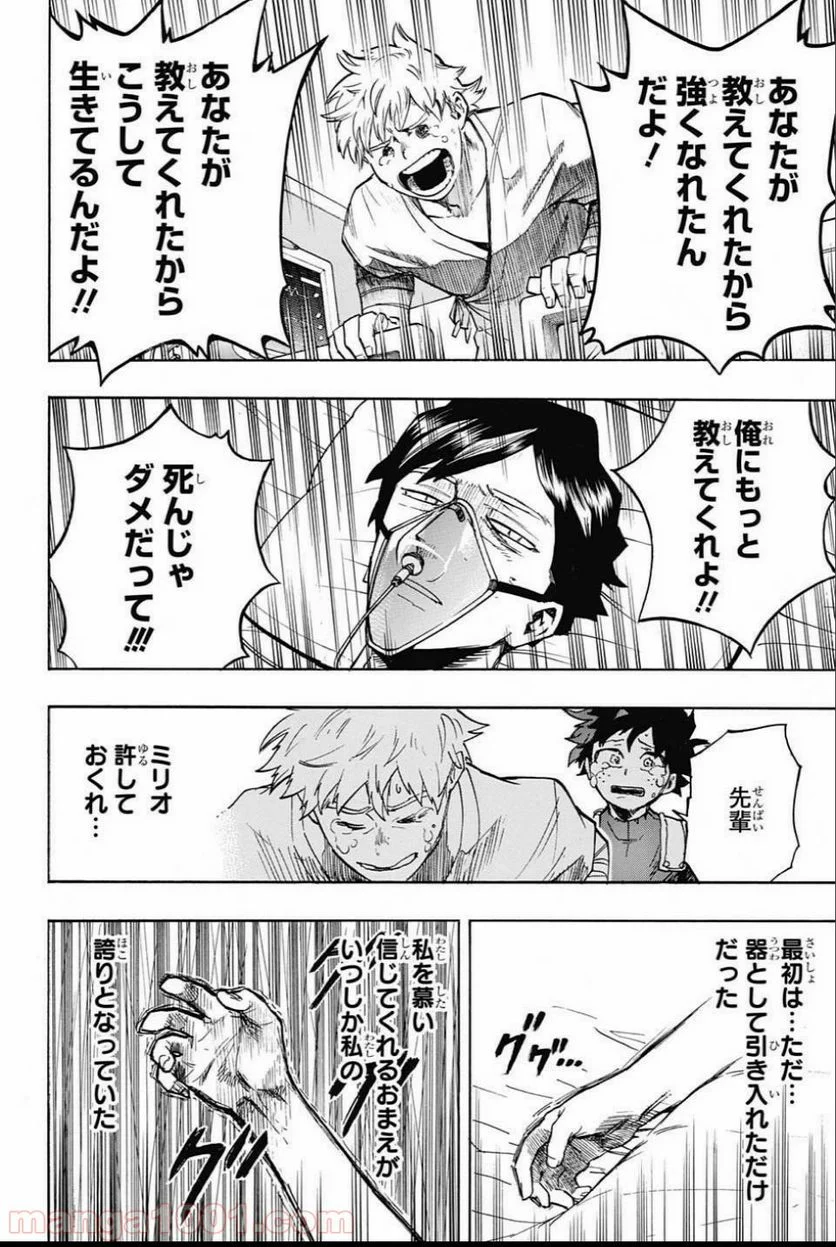 あなたが
教えてくれたから
強くなれたん
だよ！
あなたが
教えてくれたから
こうして
生きてるんだよ!!
俺にもっと
教えてくれよ!!
死んじゃ
ダメだって!!!
先輩
ミリオ
許して
おくれ…
最初は…ただ…
器として引き入れただけ
だった
ググ…
私を慕い
信じてくれるおまえが
いつしか私の
誇りとなっていた
ググググ
manga1001.com